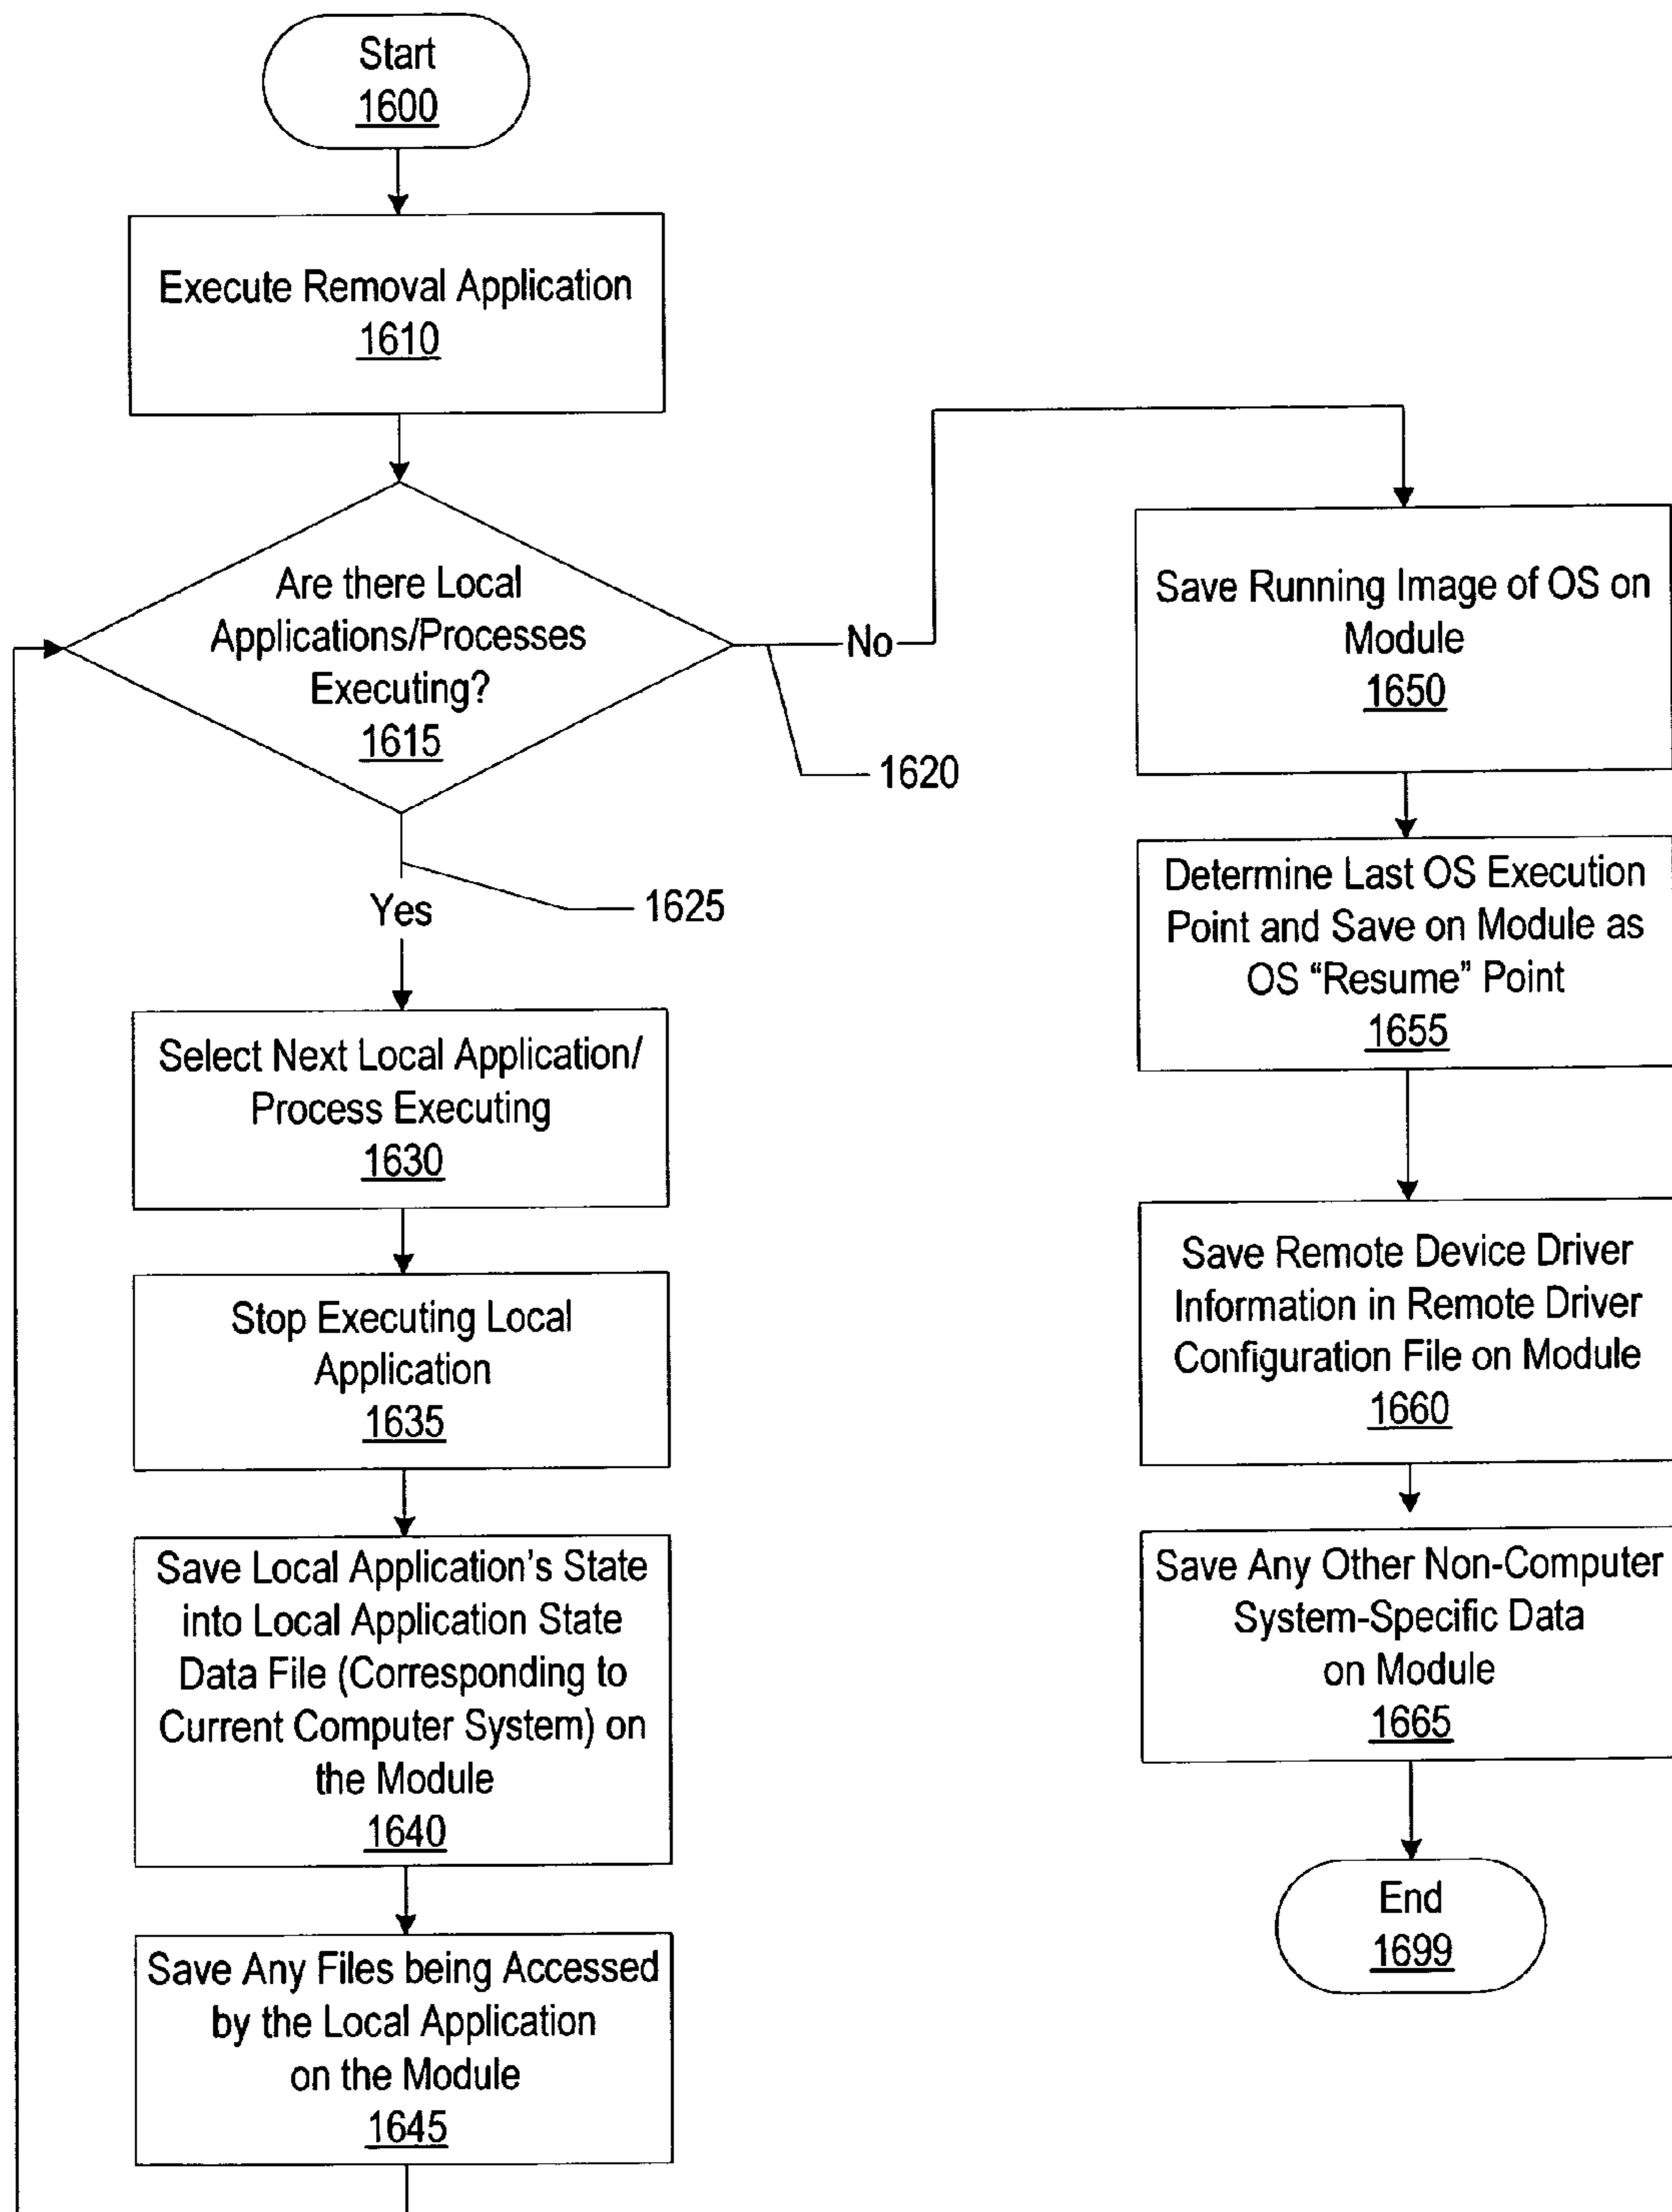 Start
1600
Execute Removal Application
1610
Are there Local
Applications/Processes
Executing?
1615
No
1620
Yes
1625
Select Next Local Application/
Process Executing
1630
Stop Executing Local
Application
1635
Save Local Application's State
into Local Application State
Data File (Corresponding to
Current Computer System) on
the Module
1640
Save Any Files being Accessed
by the Local Application
on the Module
1645
Save Running Image of OS on
Module
1650
Determine Last OS Execution
Point and Save on Module as
OS “Resume” Point
1655
Save Remote Device Driver
Information in Remote Driver
Configuration File on Module
1660
Save Any Other Non-Computer
System-Specific Data
on Module
1665
End
1699